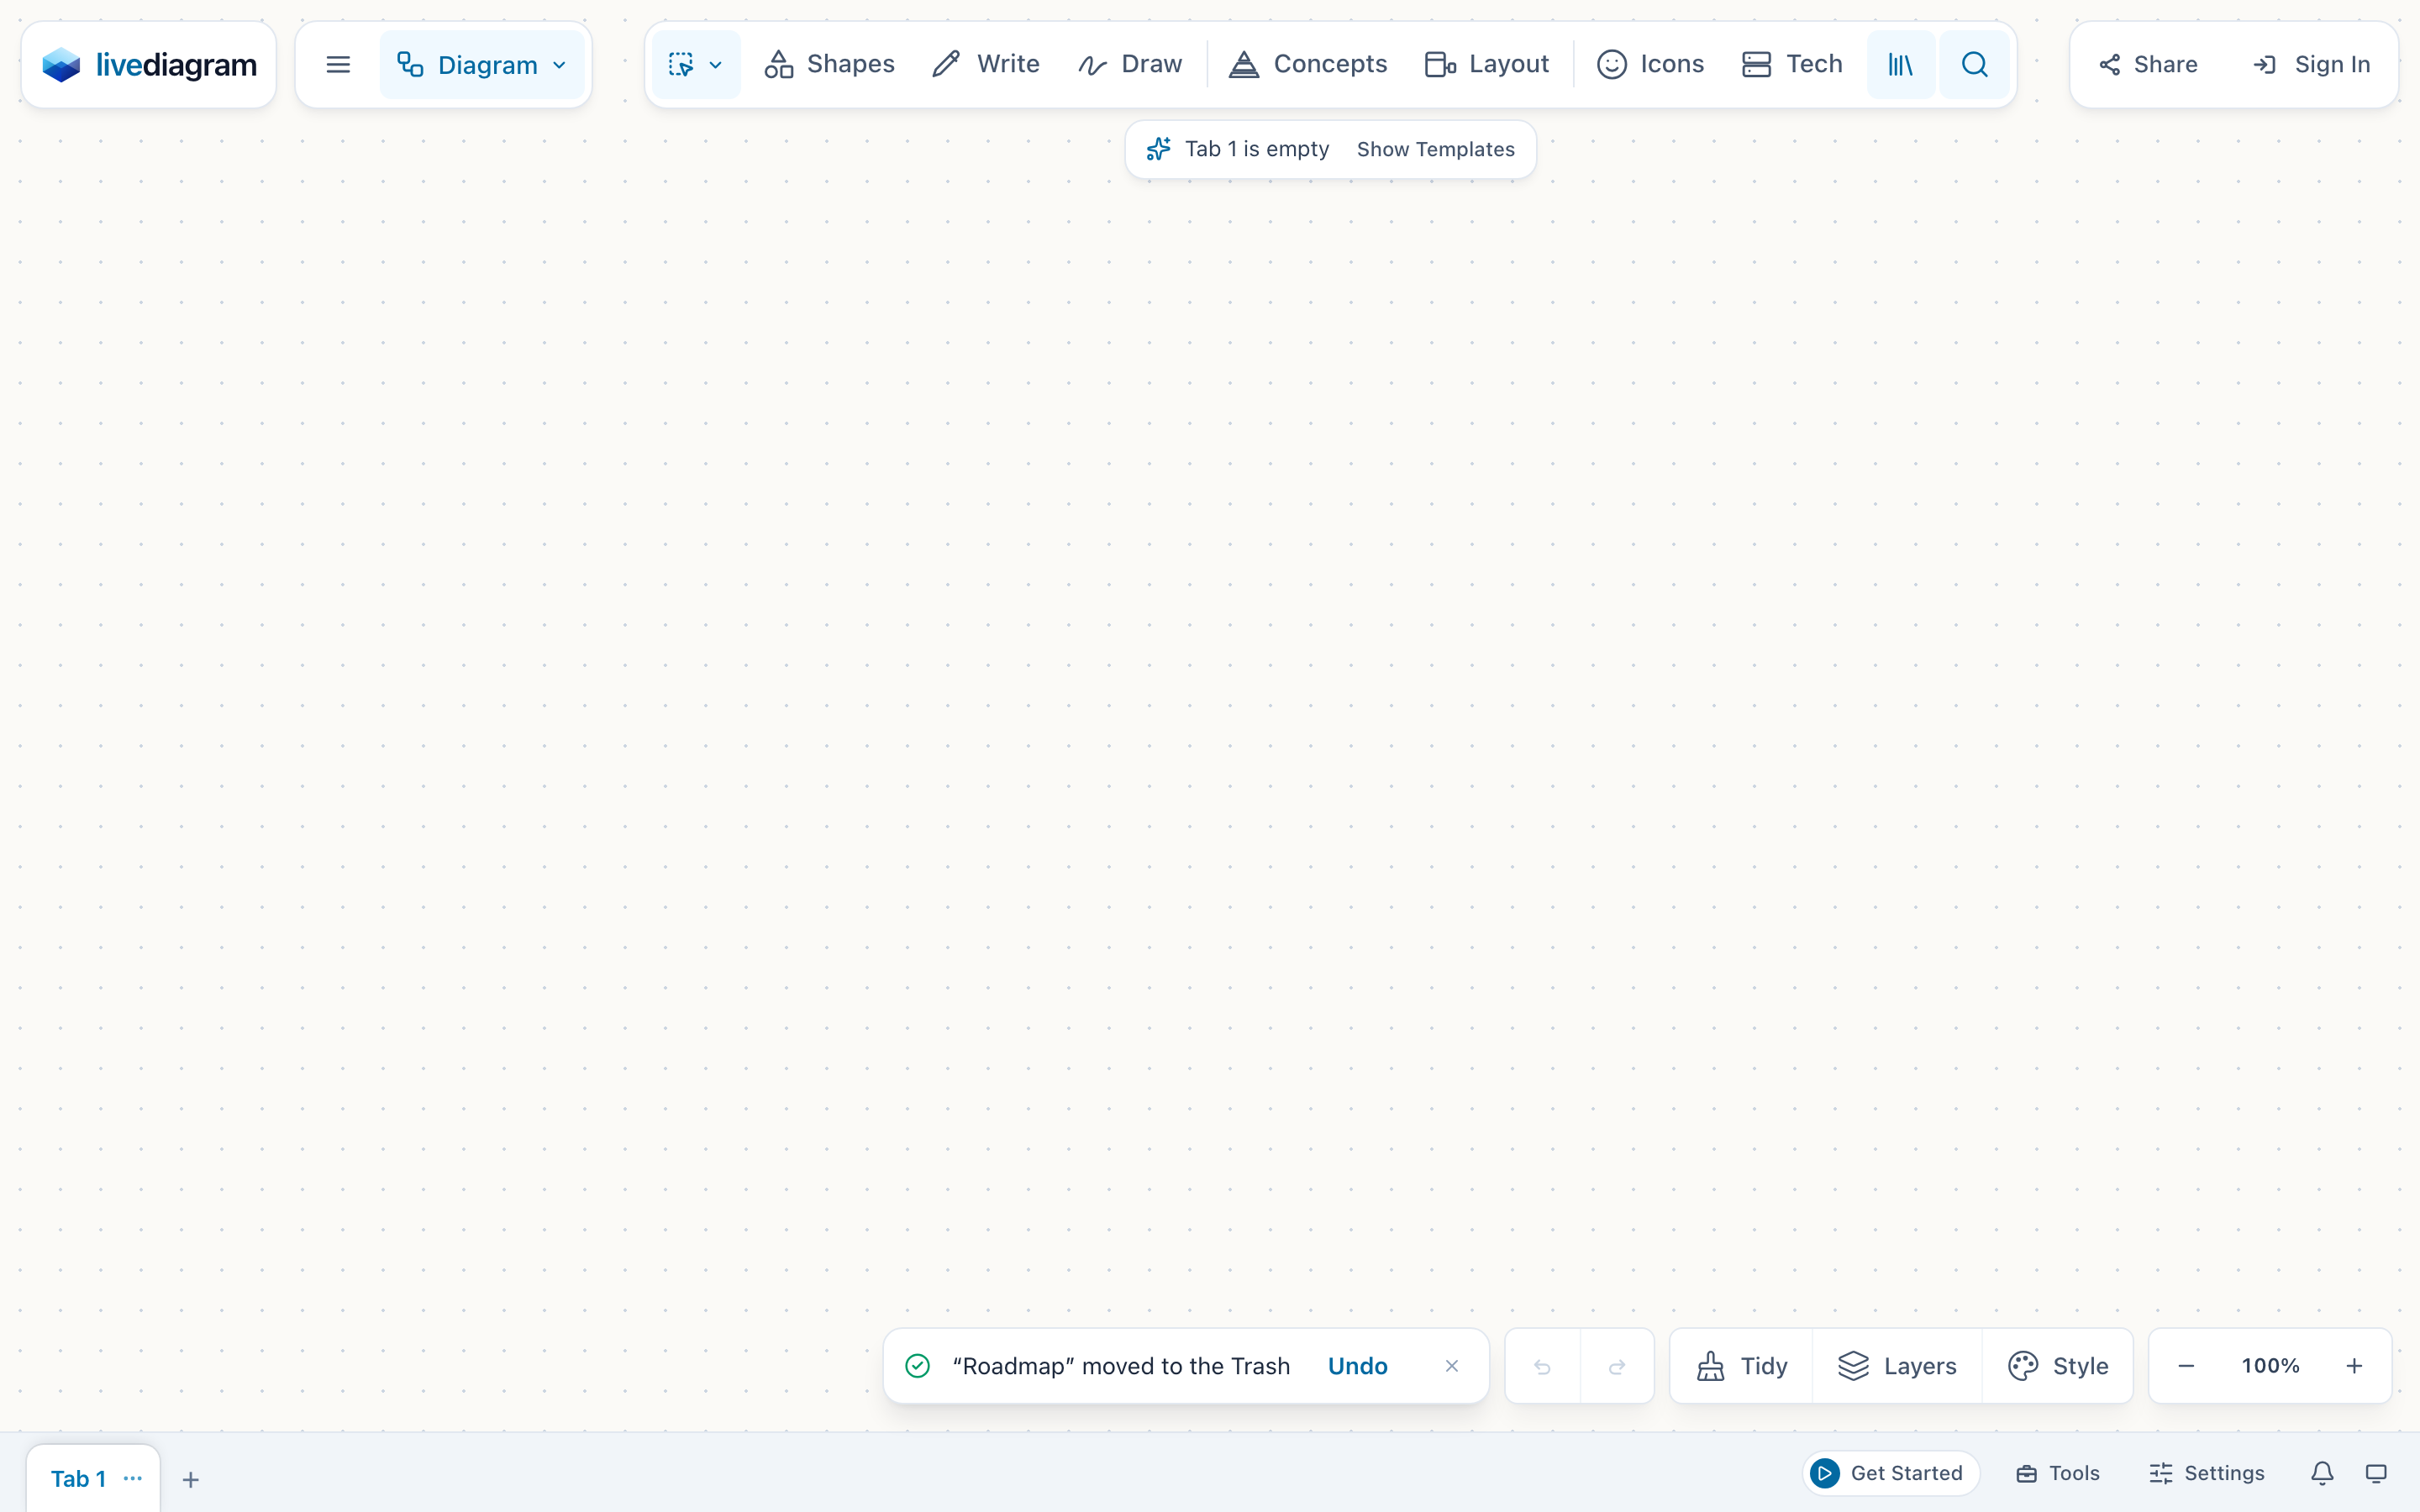 livediagram
Diagram
Shapes
Write
Draw
Concepts
Layout
Icons
Tech
Share
Sign In
Tab 1 is empty
Show Templates
“Roadmap” moved to the Trash
Undo
Tidy
Layers
Style
100%
Tab 1
Get Started
Tools
Settings